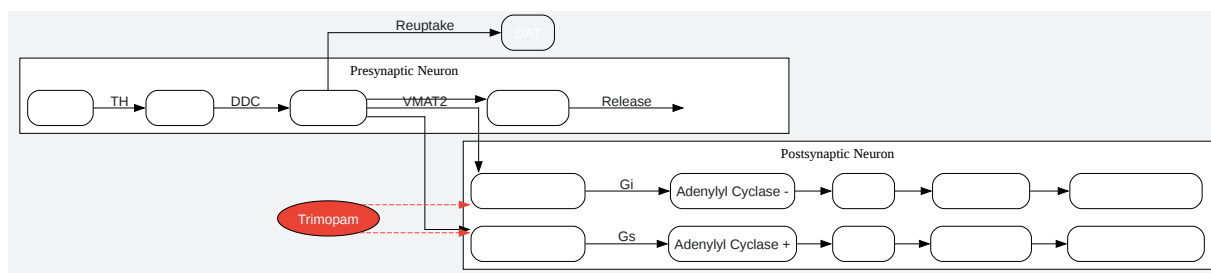 Reuptake
DAT
Presynaptic Neuron
TH
DDC
VMAT2
Release
Postsynaptic Neuron
Gi
Adenylyl Cyclase -
Trimopam
Gs
Adenylyl Cyclase +